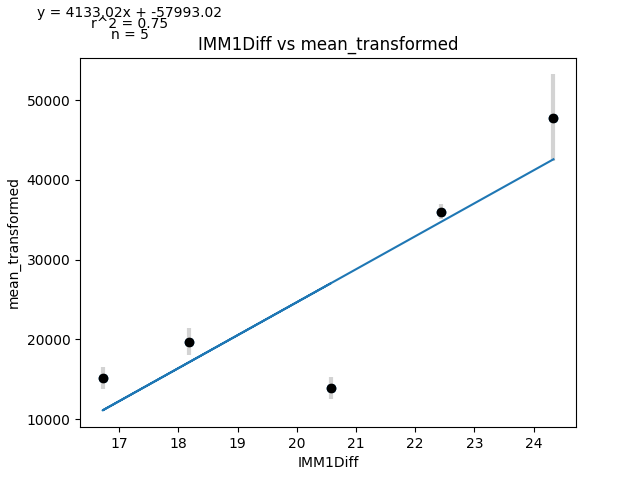 y = 4133.02x + -57993.02
r^2 = 0.75
n = 5
IMM1Diff vs mean_transformed
50000
40000
30000
20000
10000
mean_transformed
17 18 19 20 21 22 23 24
IMM1Diff